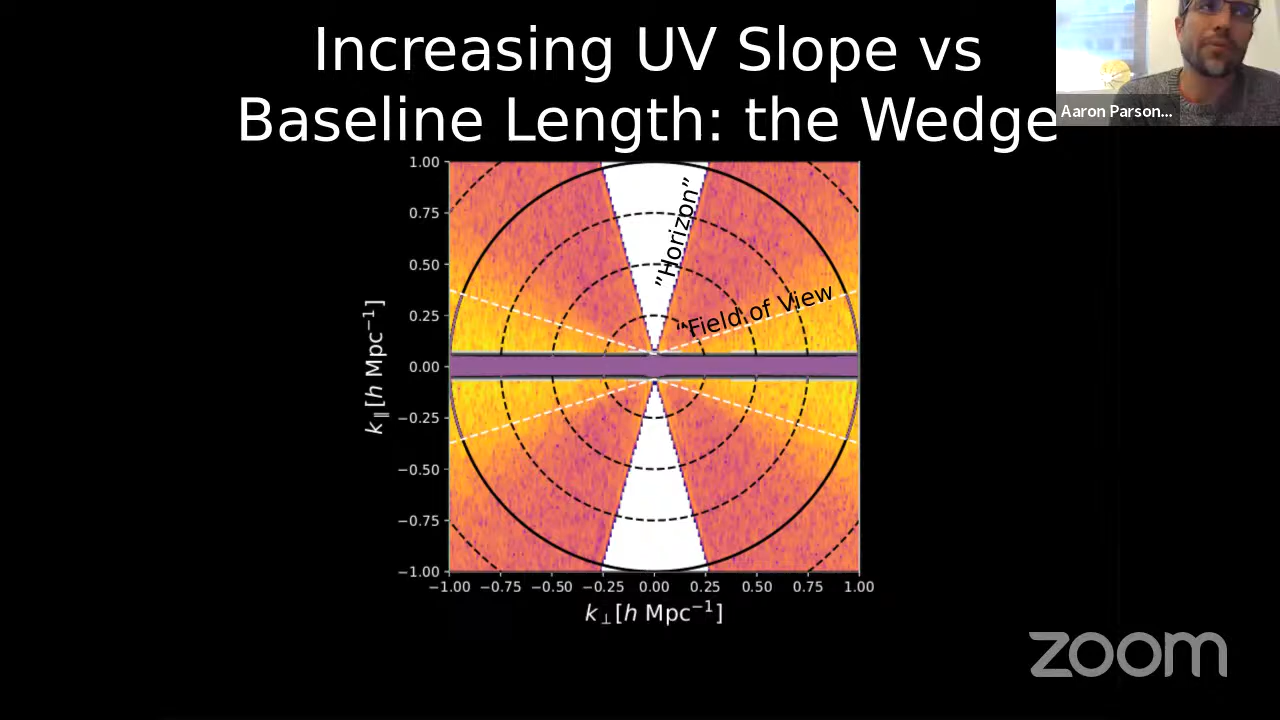 Increasing UV Slope vs
Baseline Length: the Wedge
Aaron Parson...
1.00
0.75
0.50
0.25
0.00
−0.25
−0.50
−0.75
−1.00
k∥[h Mpc−1]
"Horizon"
"Field of View
−1.00 −0.75 −0.50 −0.25 0.00 0.25 0.50 0.75 1.00
k⊥[h Mpc−1]
zoom